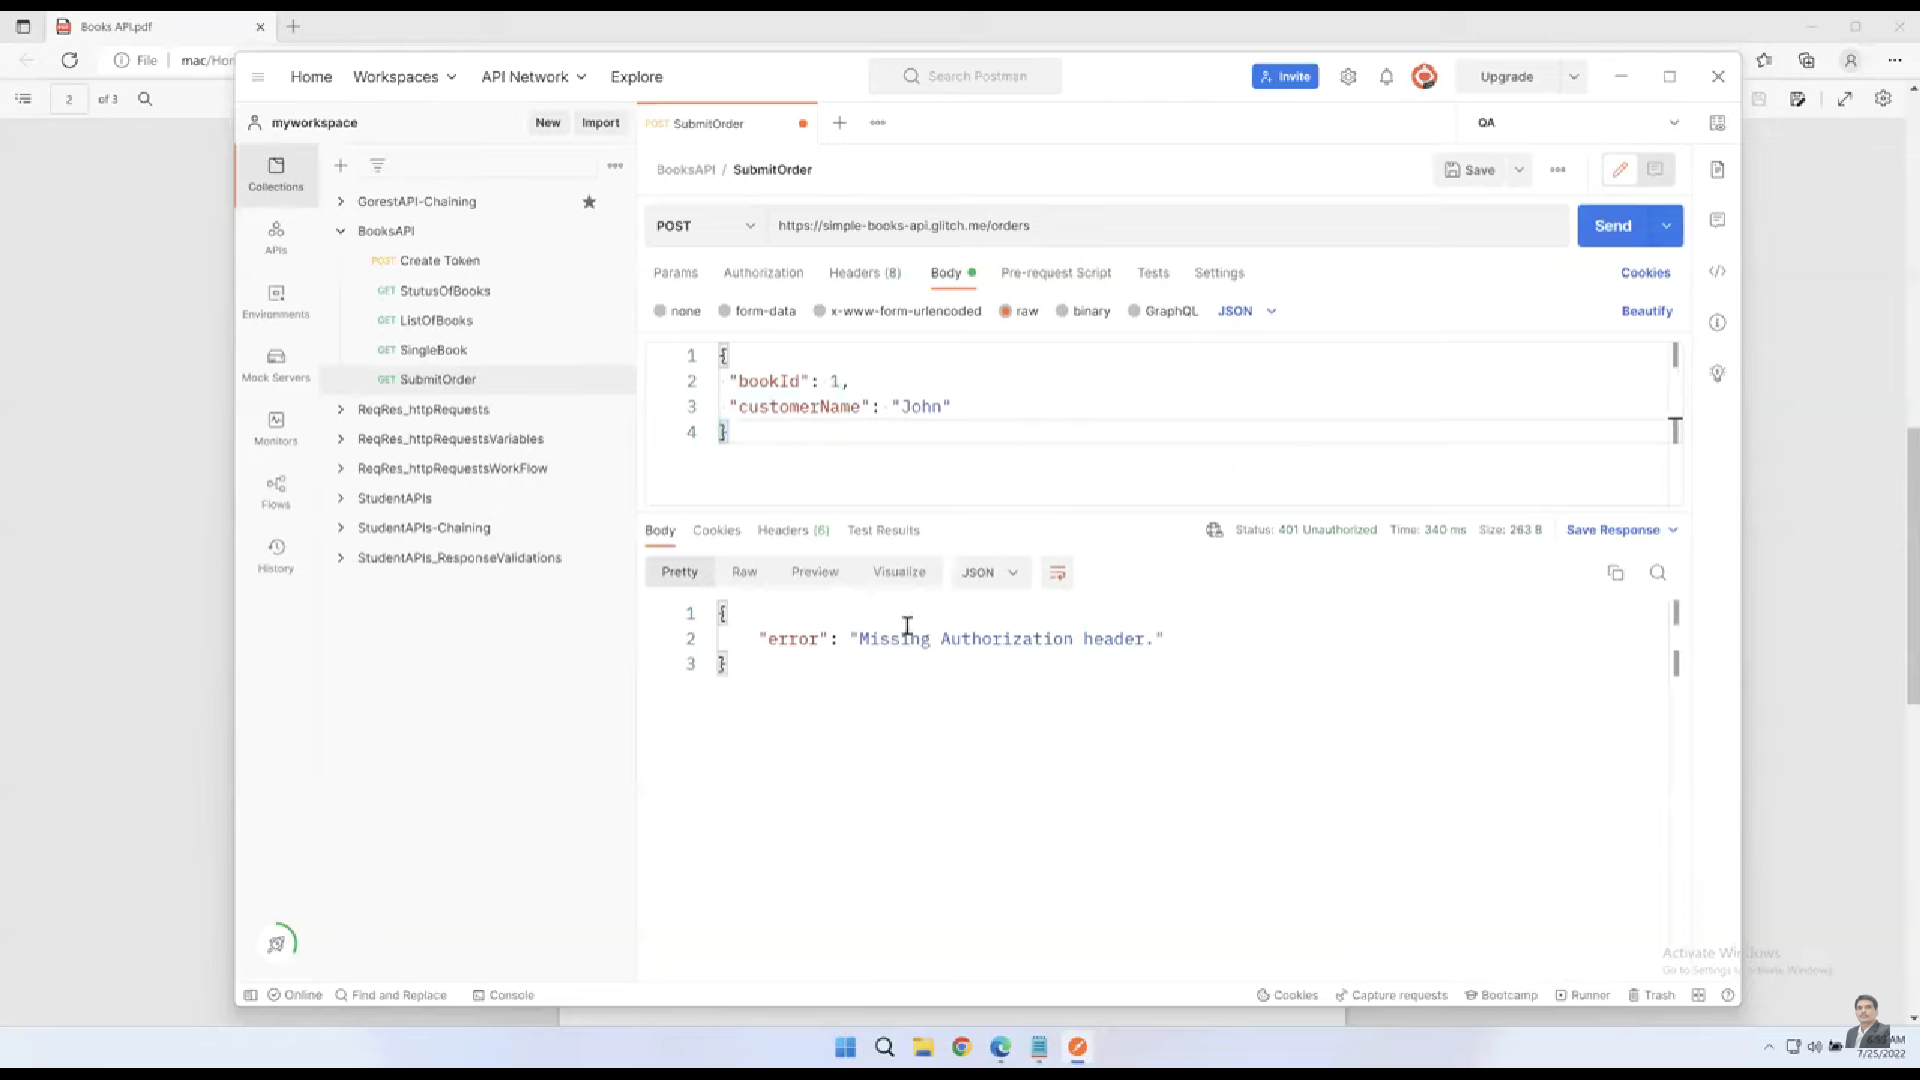 Books API.pdf
File mac/Hor
2 of 3
Home Workspaces API Network Explore Search Postman Invite Upgrade
myworkspace New Import
POST SubmitOrder QA
BooksAPI / SubmitOrder Save
Collections
APIs
Environments
Mock Servers
Monitors
Flows
History
GorestAPI-Chaining
BooksAPI
POST Create Token
GET StutusOfBooks
GET ListOfBooks
GET SingleBook
GET SubmitOrder
ReqRes_httpRequests
ReqRes_httpRequestsVariables
ReqRes_httpRequestsWorkFlow
StudentAPIs
StudentAPIs-Chaining
StudentAPIs_ResponseValidations
POST https://simple-books-api.glitch.me/orders Send
Params Authorization Headers (8) Body Pre-request Script Tests Settings Cookies
none form-data x-www-form-urlencoded raw binary GraphQL JSON Beautify
1 {
2 "bookId": 1,
3 "customerName": "John"
4 }
Body Cookies Headers (6) Test Results Status: 401 Unauthorized Time: 340 ms Size: 263 B Save Response
Pretty Raw Preview Visualize JSON
1 {
2 "error": "Missing Authorization header."
3 }
Activate Windows
Go to Settings to activate Windows.
Online Find and Replace Console Cookies Capture requests Bootcamp Runner Trash
AM
7/25/2022